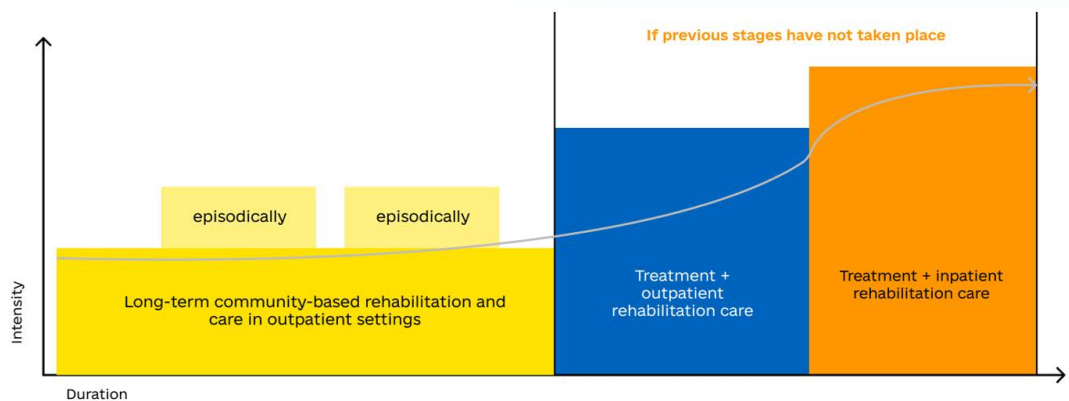 If previous stages have not taken place
episodically
episodically
Long-term community-based rehabilitation and
care in outpatient settings
Treatment +
outpatient
rehabilitation care
Treatment + inpatient
rehabilitation care
Intensity
Duration